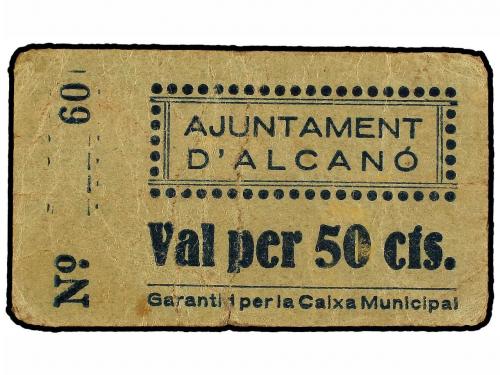 Nº 60
AJUNTAMENT
D'ALCANÓ
Val per 50 cts.
Garantit per la Caixa Municipal